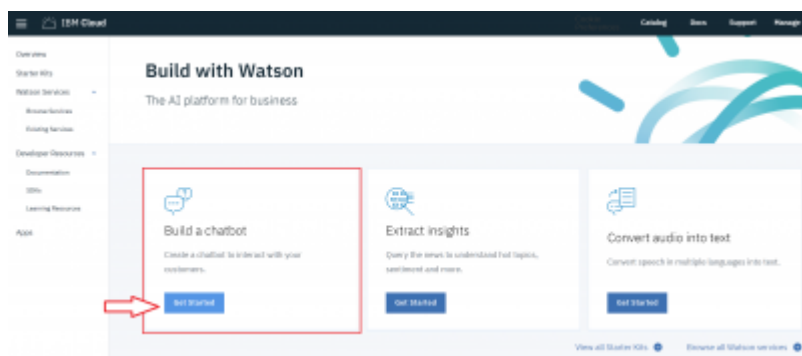 IBM Cloud
Catalog Docs Support Manage
Overview
Starter Kits
Watson Services
Browse Services
Existing Services
Developer Resources
Documentation
SDKs
Learning Resources
Apps
Build with Watson
The AI platform for business
Build a chatbot
Create a chatbot to interact with your
customers.
Get Started
Extract insights
Query the news to understand hot topics,
sentiment and more.
Get Started
Convert audio into text
Convert speech in multiple languages into text.
Get Started
View all Starter Kits
Browse all Watson services